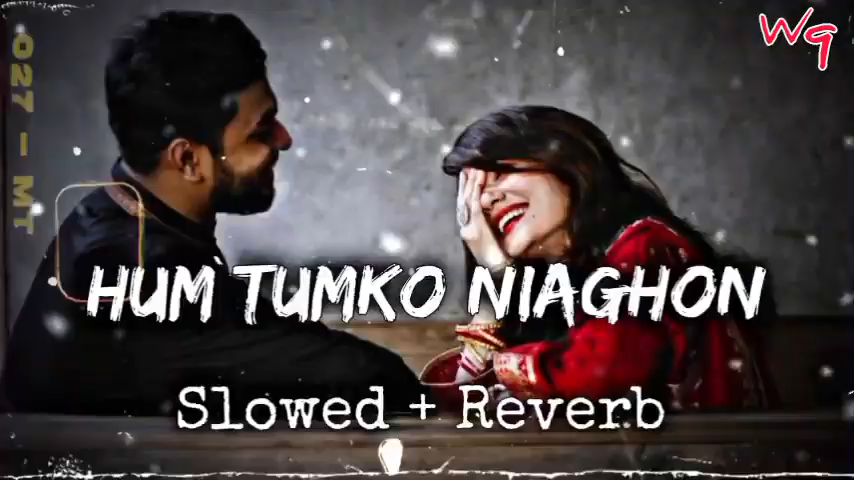 Wq
027 - MT
HUM TUMKO NIAGHON
Slowed + Reverb